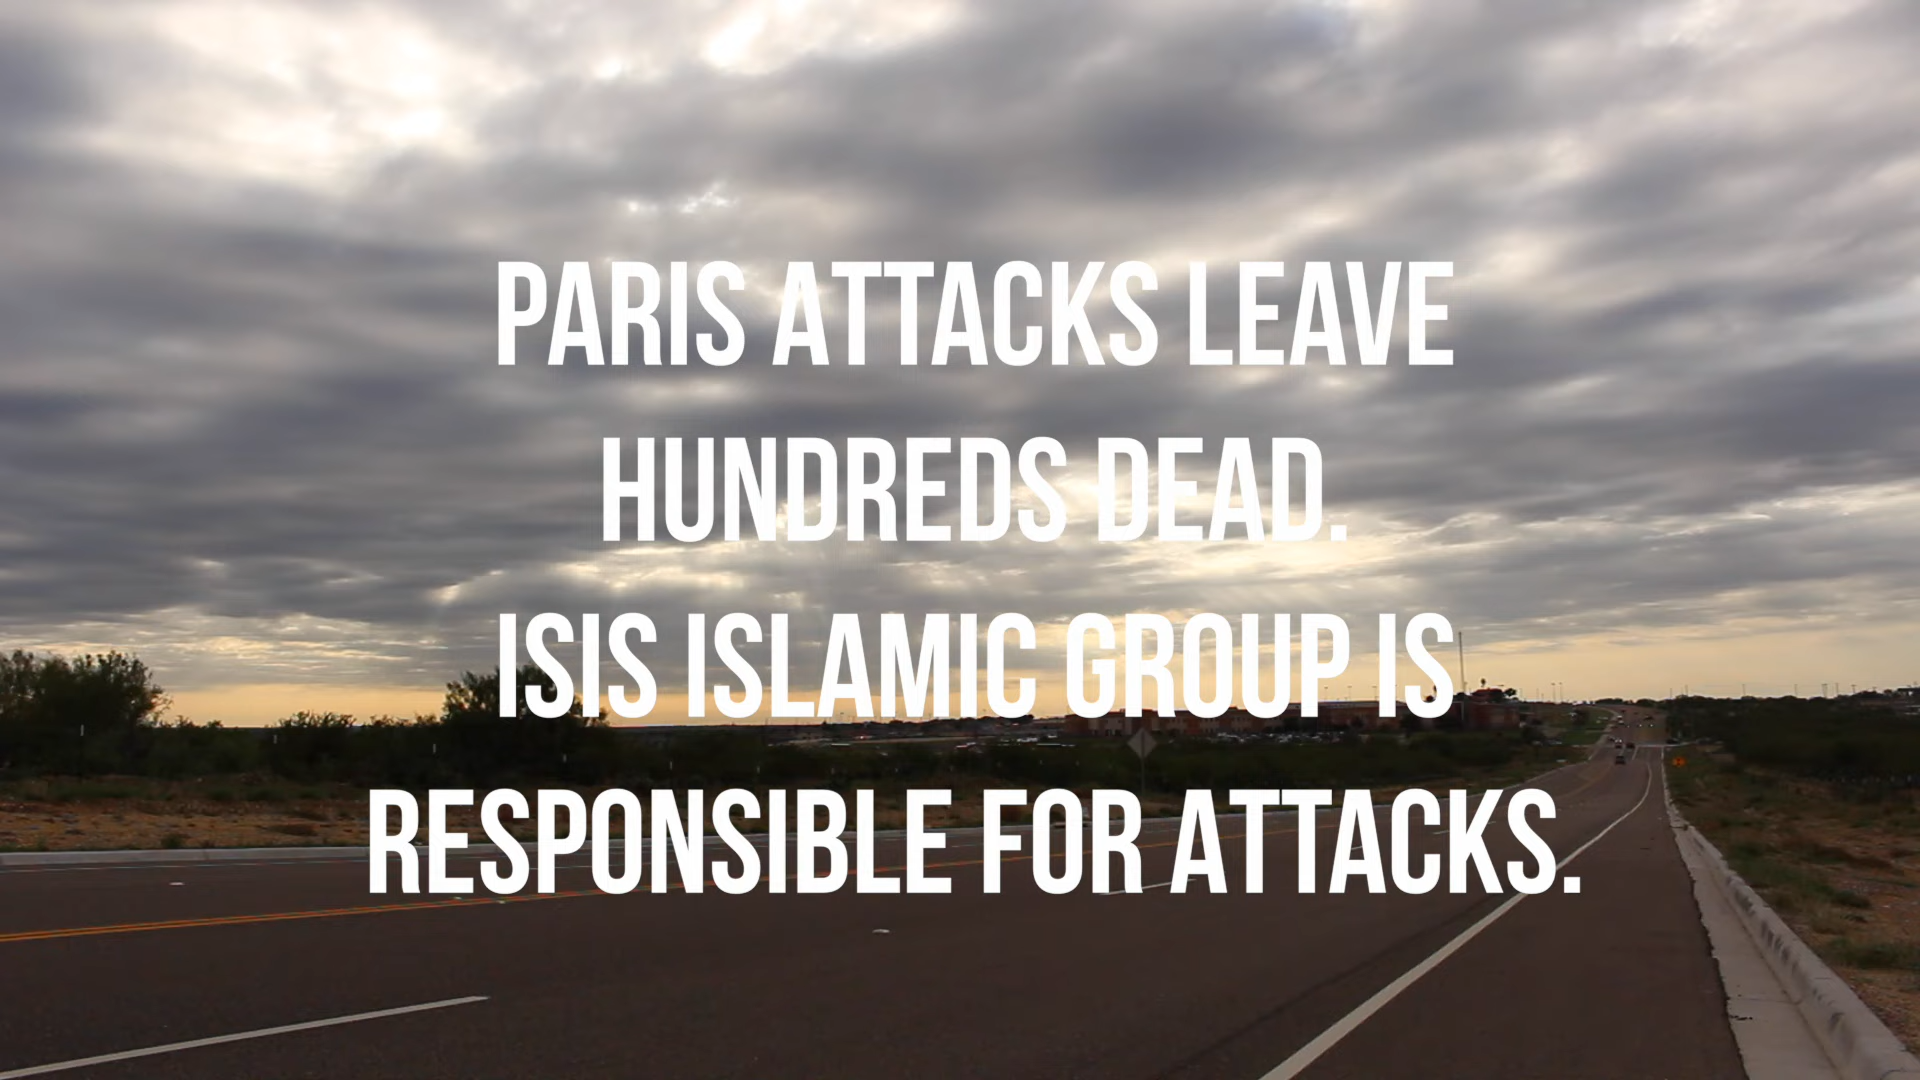 PARIS ATTACKS LEAVE
HUNDREDS DEAD.
ISIS ISLAMIC GROUP IS
RESPONSIBLE FOR ATTACKS.